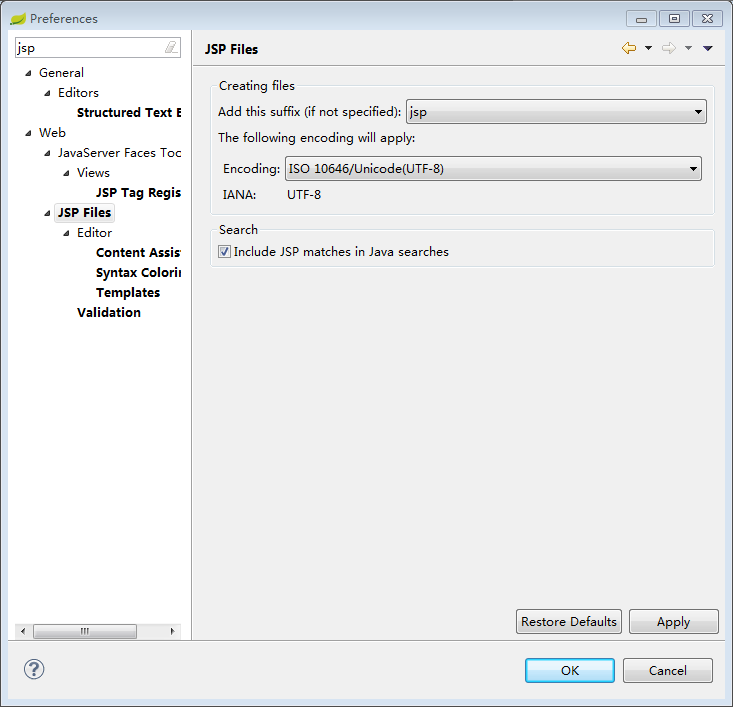 Preferences
jsp
General
Editors
Structured Text E
Web
JavaServer Faces Toc
Views
JSP Tag Regis
JSP Files
Editor
Content Assis
Syntax Colorin
Templates
Validation
JSP Files
Creating files
Add this suffix (if not specified): jsp
The following encoding will apply:
Encoding: ISO 10646/Unicode(UTF-8)
IANA: UTF-8
Search
Include JSP matches in Java searches
Restore Defaults Apply
? OK Cancel